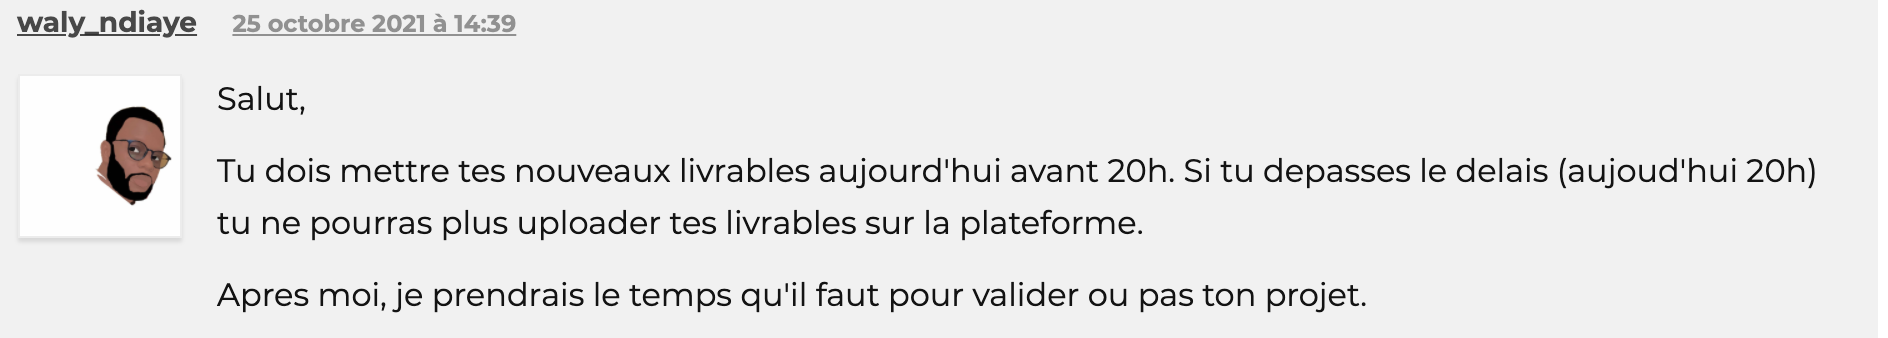 waly_ndiaye 25 octobre 2021 à 14:39
Salut,
Tu dois mettre tes nouveaux livrables aujourd'hui avant 20h. Si tu depasses le delais (aujoud'hui 20h)
tu ne pourras plus uploader tes livrables sur la plateforme.
Apres moi, je prendrais le temps qu'il faut pour valider ou pas ton projet.